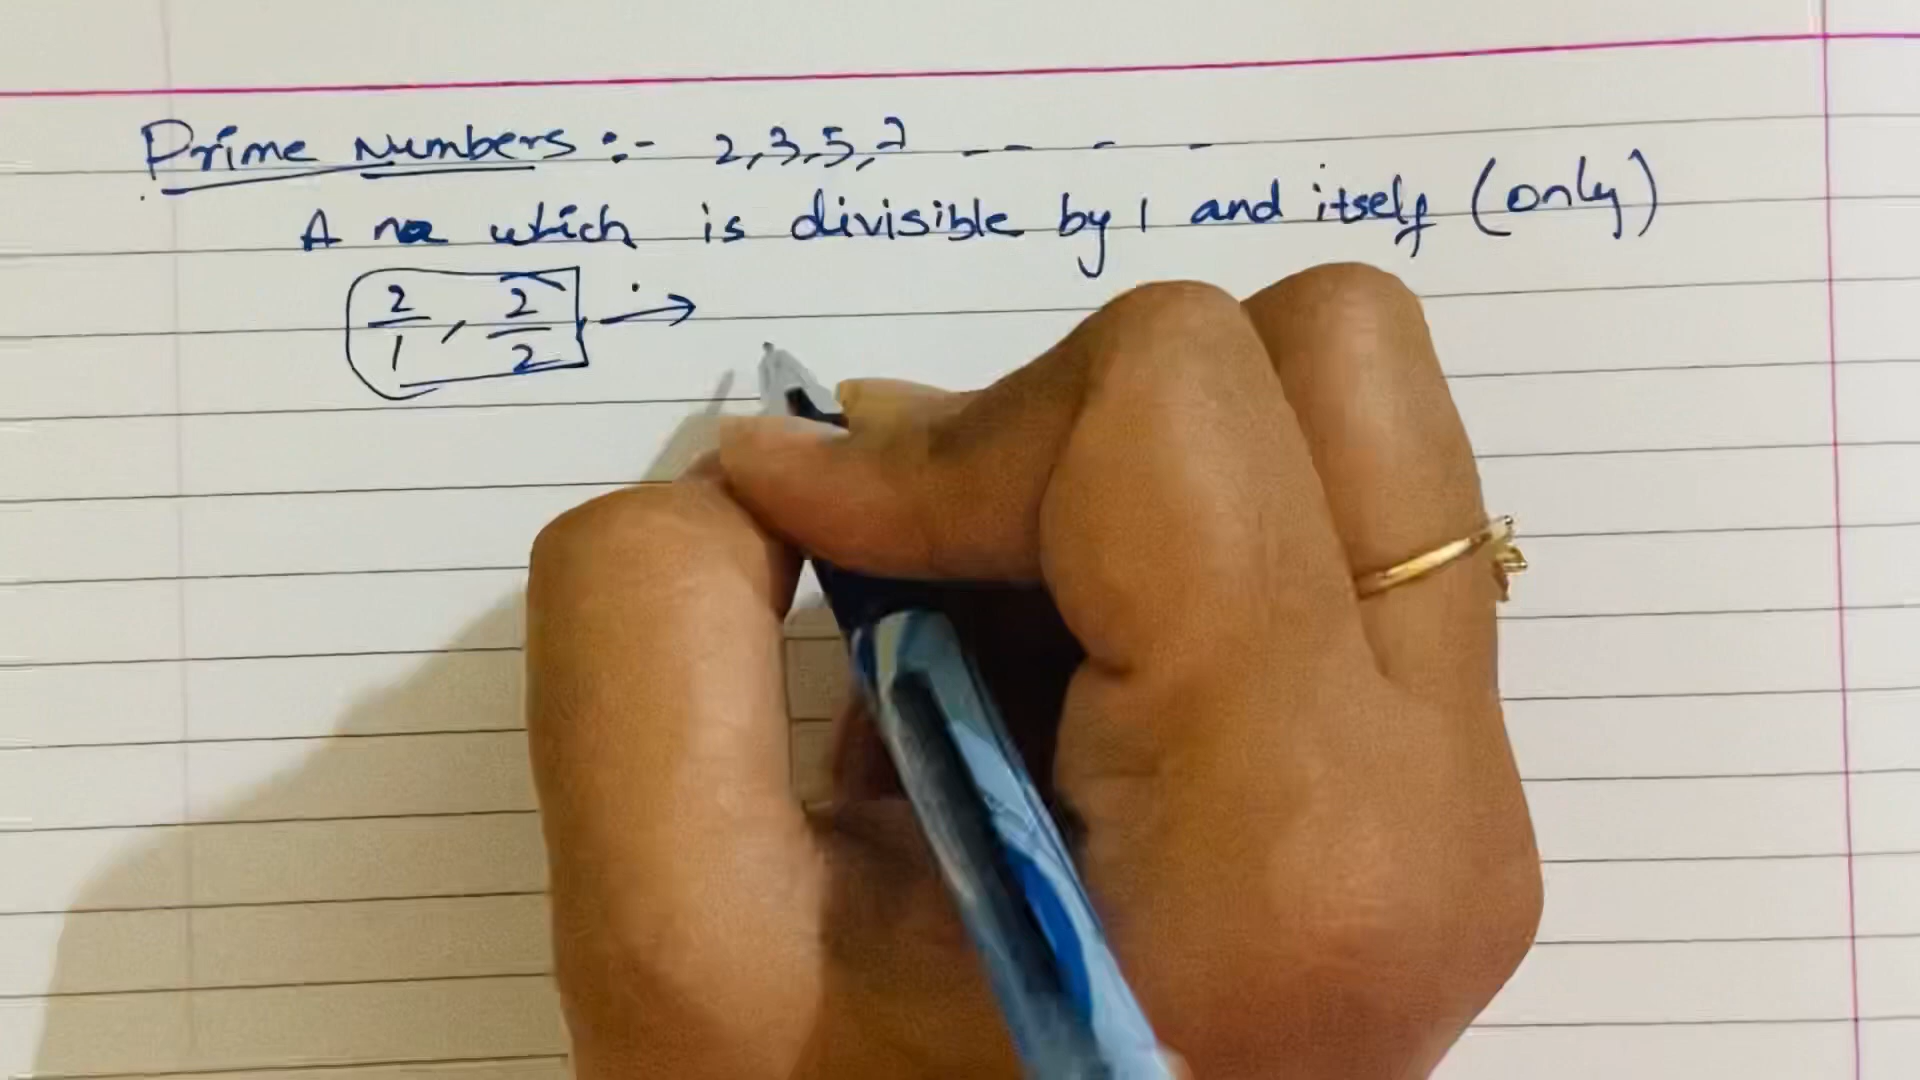 Prime Numbers :- 2,3,5,7 -- - -
A no which is divisible by 1 and itself (only)
2/1, 2/2 →